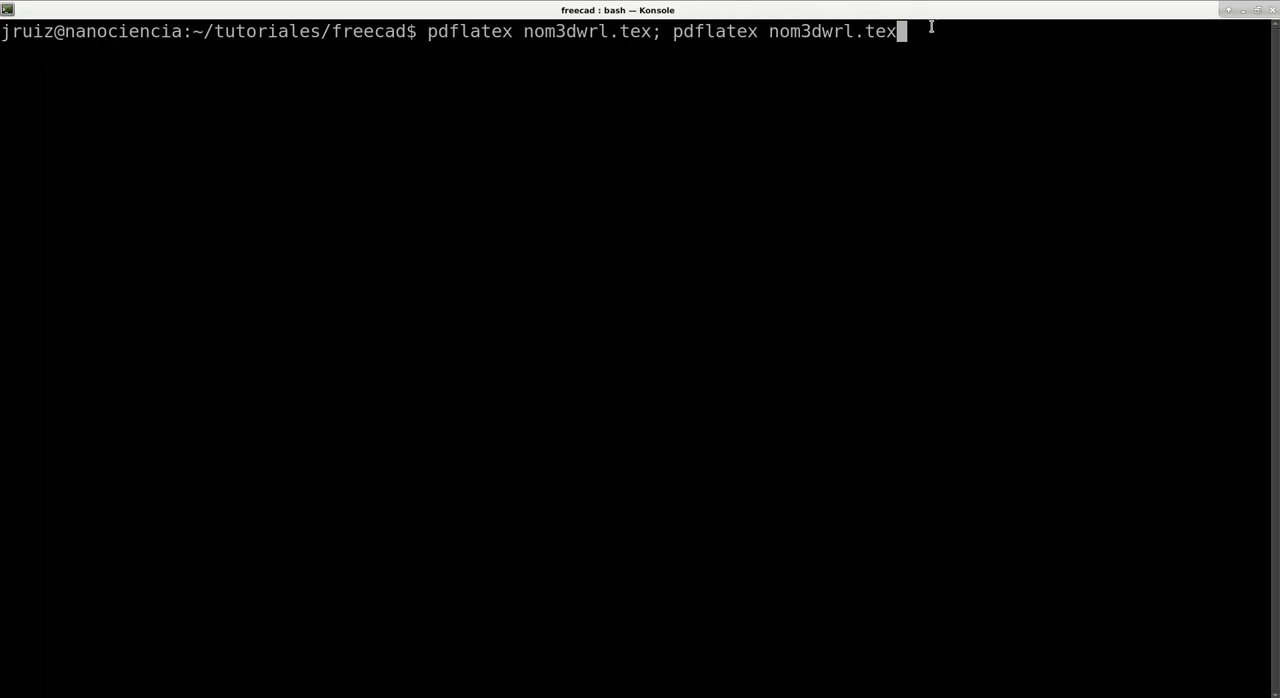 freecad : bash — Konsole
jruiz@nanociencia:~/tutoriales/freecad$ pdflatex nom3dwrl.tex; pdflatex nom3dwrl.tex